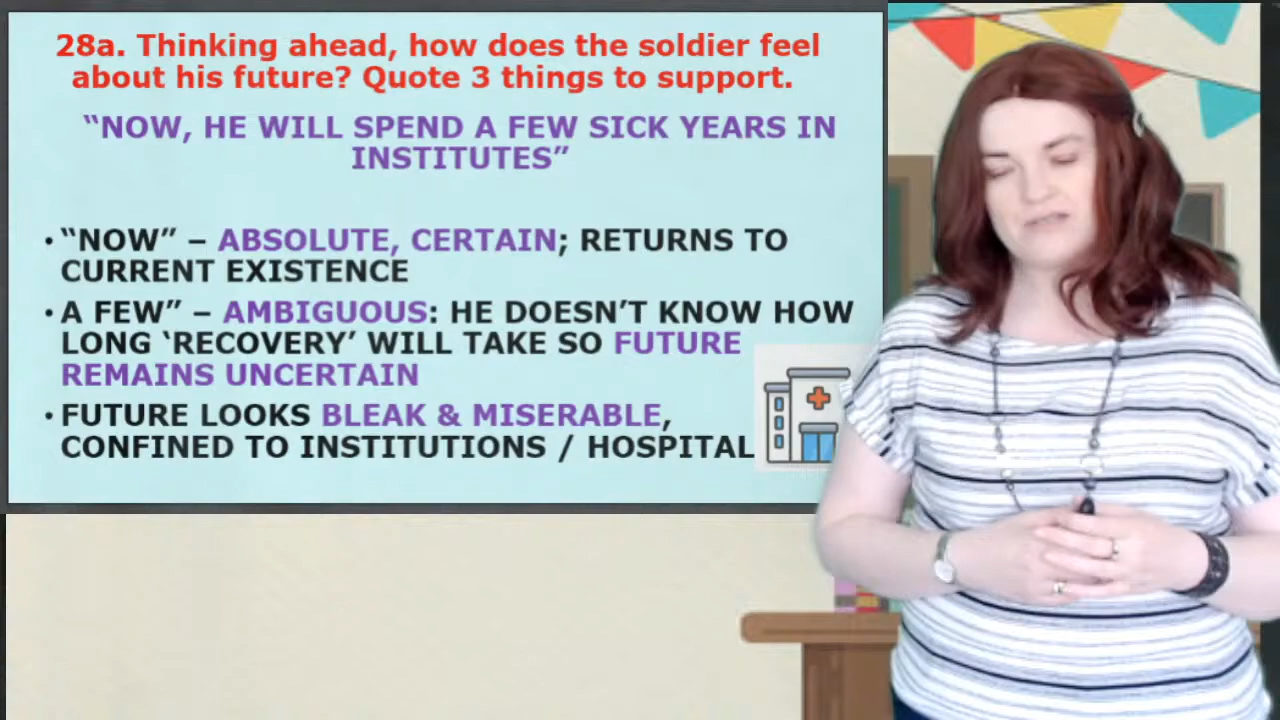 28a. Thinking ahead, how does the soldier feel
about his future? Quote 3 things to support.
“NOW, HE WILL SPEND A FEW SICK YEARS IN
INSTITUTES”
• “NOW” – ABSOLUTE, CERTAIN; RETURNS TO
CURRENT EXISTENCE
• A FEW” – AMBIGUOUS: HE DOESN’T KNOW HOW
LONG ‘RECOVERY’ WILL TAKE SO FUTURE
REMAINS UNCERTAIN
• FUTURE LOOKS BLEAK & MISERABLE,
CONFINED TO INSTITUTIONS / HOSPITAL